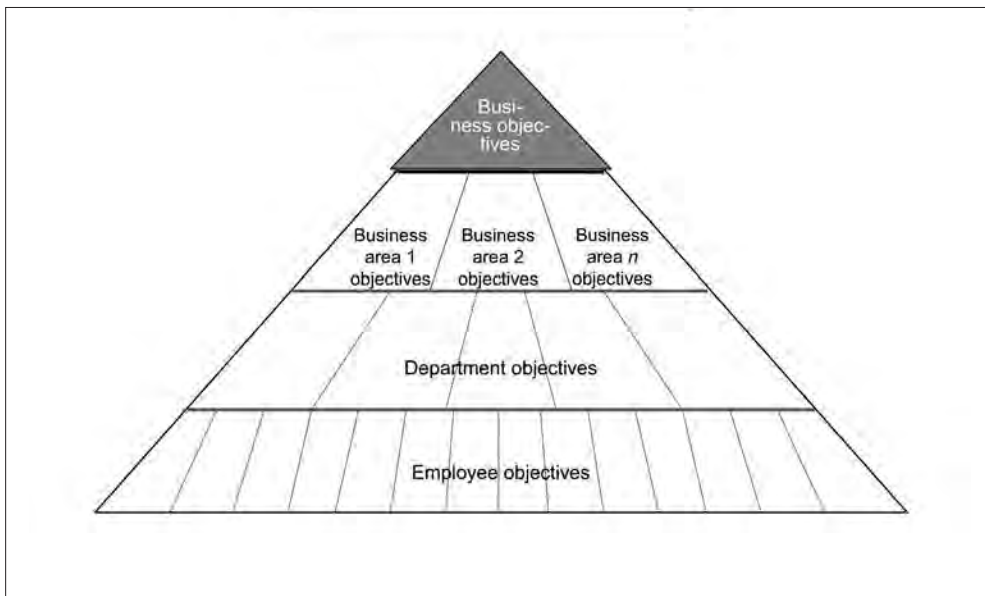 Busi-
ness objec-
tives
Business
area 1
objectives
Business
area 2
objectives
Business
area n
objectives
Department objectives
Employee objectives